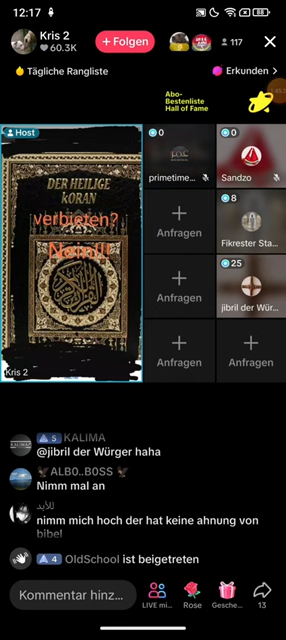 12:17
88
Kris 2
60.3K
+ Folgen
117
Tägliche Rangliste
Erkunden >
Abo-
Bestenliste
Hall of Fame
Host
DER HEILIGE
KORAN
verbieten?
Nein!!!
Kris 2
0
primetime...
0
Sandzo
Anfragen
8
Fikrester Sta...
Anfragen
25
jibril der Wür...
Anfragen
Anfragen
5 KALIMA
@jibril der Würger haha
ALB0..B0SS
Nimm mal an
للأبد
nimm mich hoch der hat keine ahnung von
bibel
4 OldSchool ist beigetreten
Kommentar hinz...
LIVE mi...
Rose
Gesche...
13